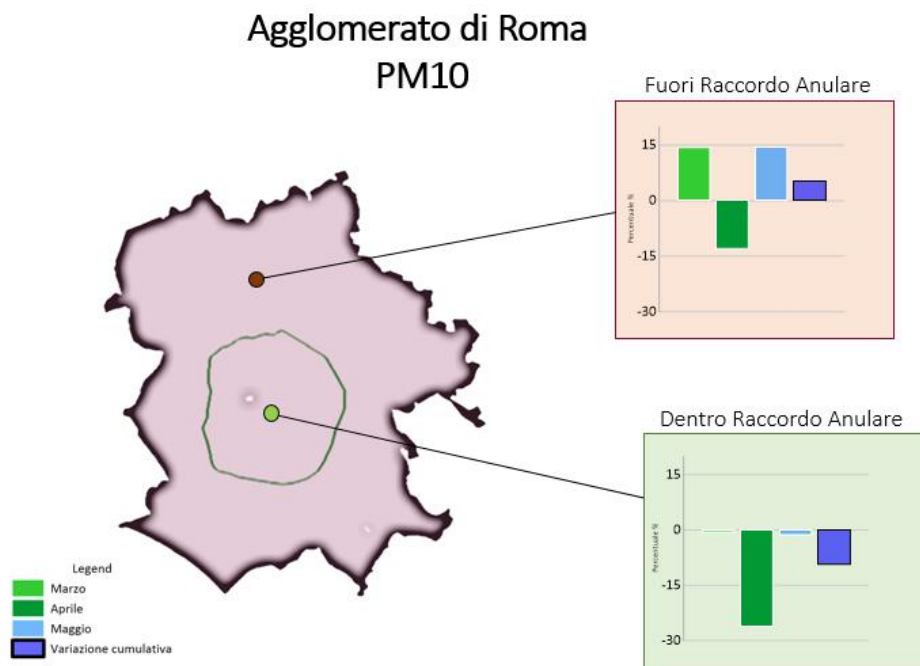 Agglomerato di Roma
PM10
Fuori Raccordo Anulare
15
0
-15
-30
Percentuale %
Dentro Raccordo Anulare
15
0
-15
-30
Percentuale %
Legend
Marzo
Aprile
Maggio
Variazione cumulativa